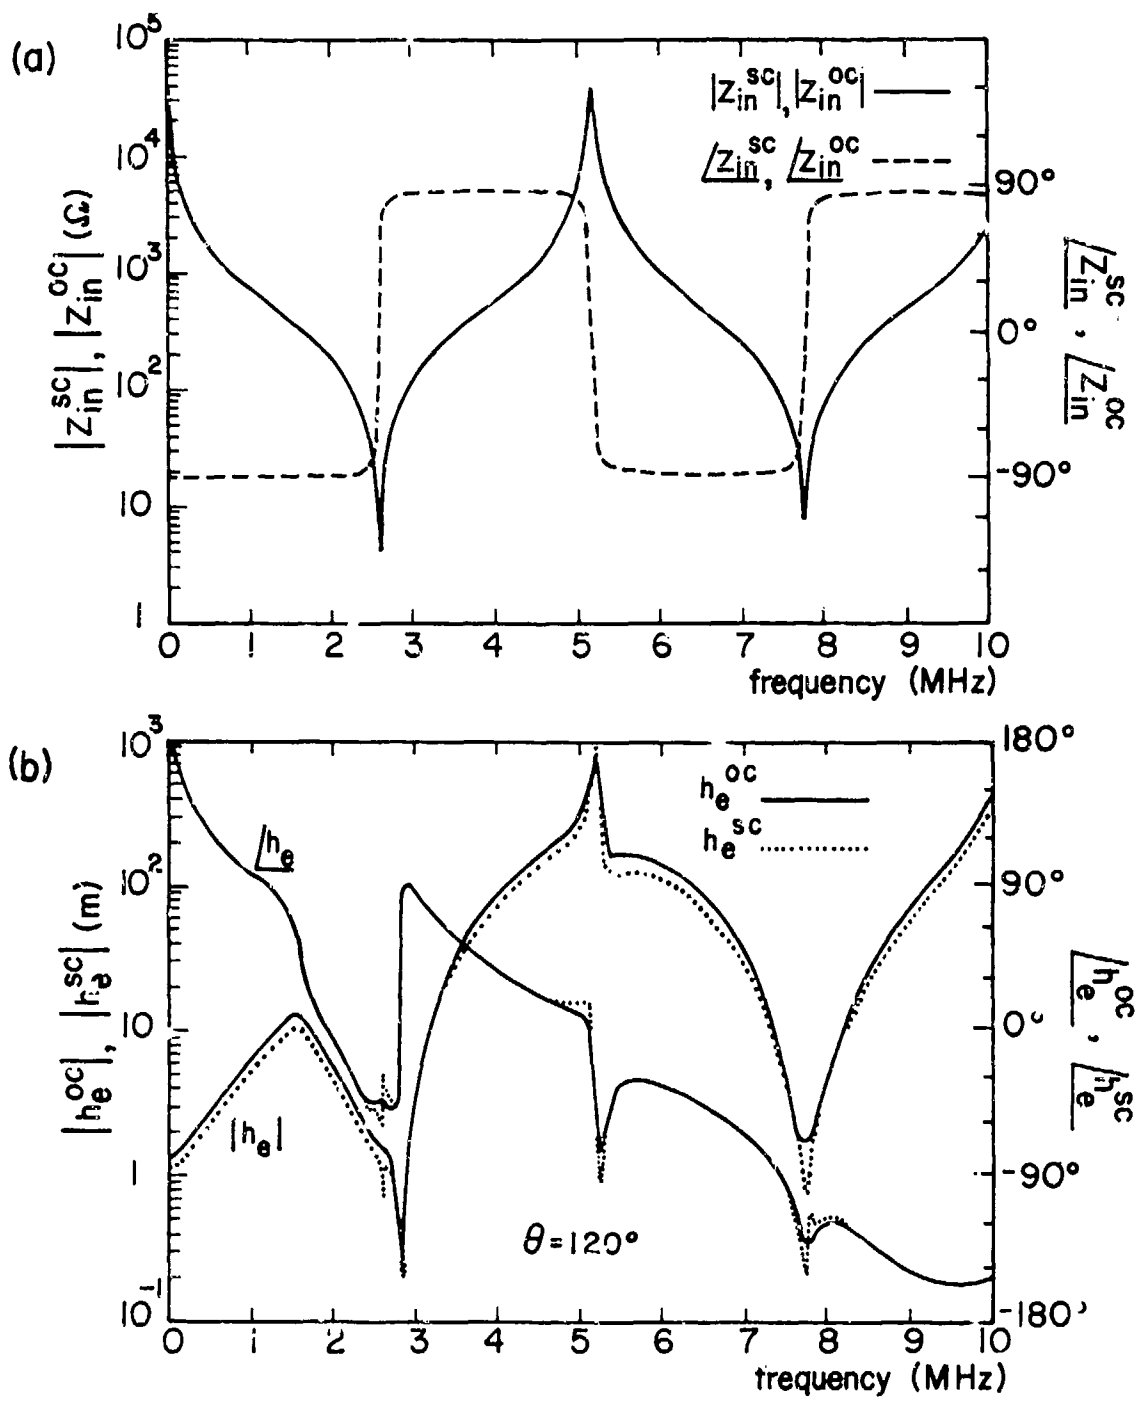 (a)
10^5
10^4
10^3
10^2
10
1
|Z_in^sc|, |Z_in^oc| (Ω)
|Z_in^sc|, |Z_in^oc|
∠Z_in^sc, ∠Z_in^oc
90°
0°
-90°
∠Z_in^sc, ∠Z_in^oc
0 1 2 3 4 5 6 7 8 9 10
frequency (MHz)
(b)
10^3
10^2
10
1
10^-1
|h_e^oc|, |h_e^sc| (m)
h_e^oc
h_e^sc
∠h_e
|h_e|
θ=120°
180°
90°
0°
-90°
-180°
∠h_e^oc, ∠h_e^sc
0 1 2 3 4 5 6 7 8 9 10
frequency (MHz)